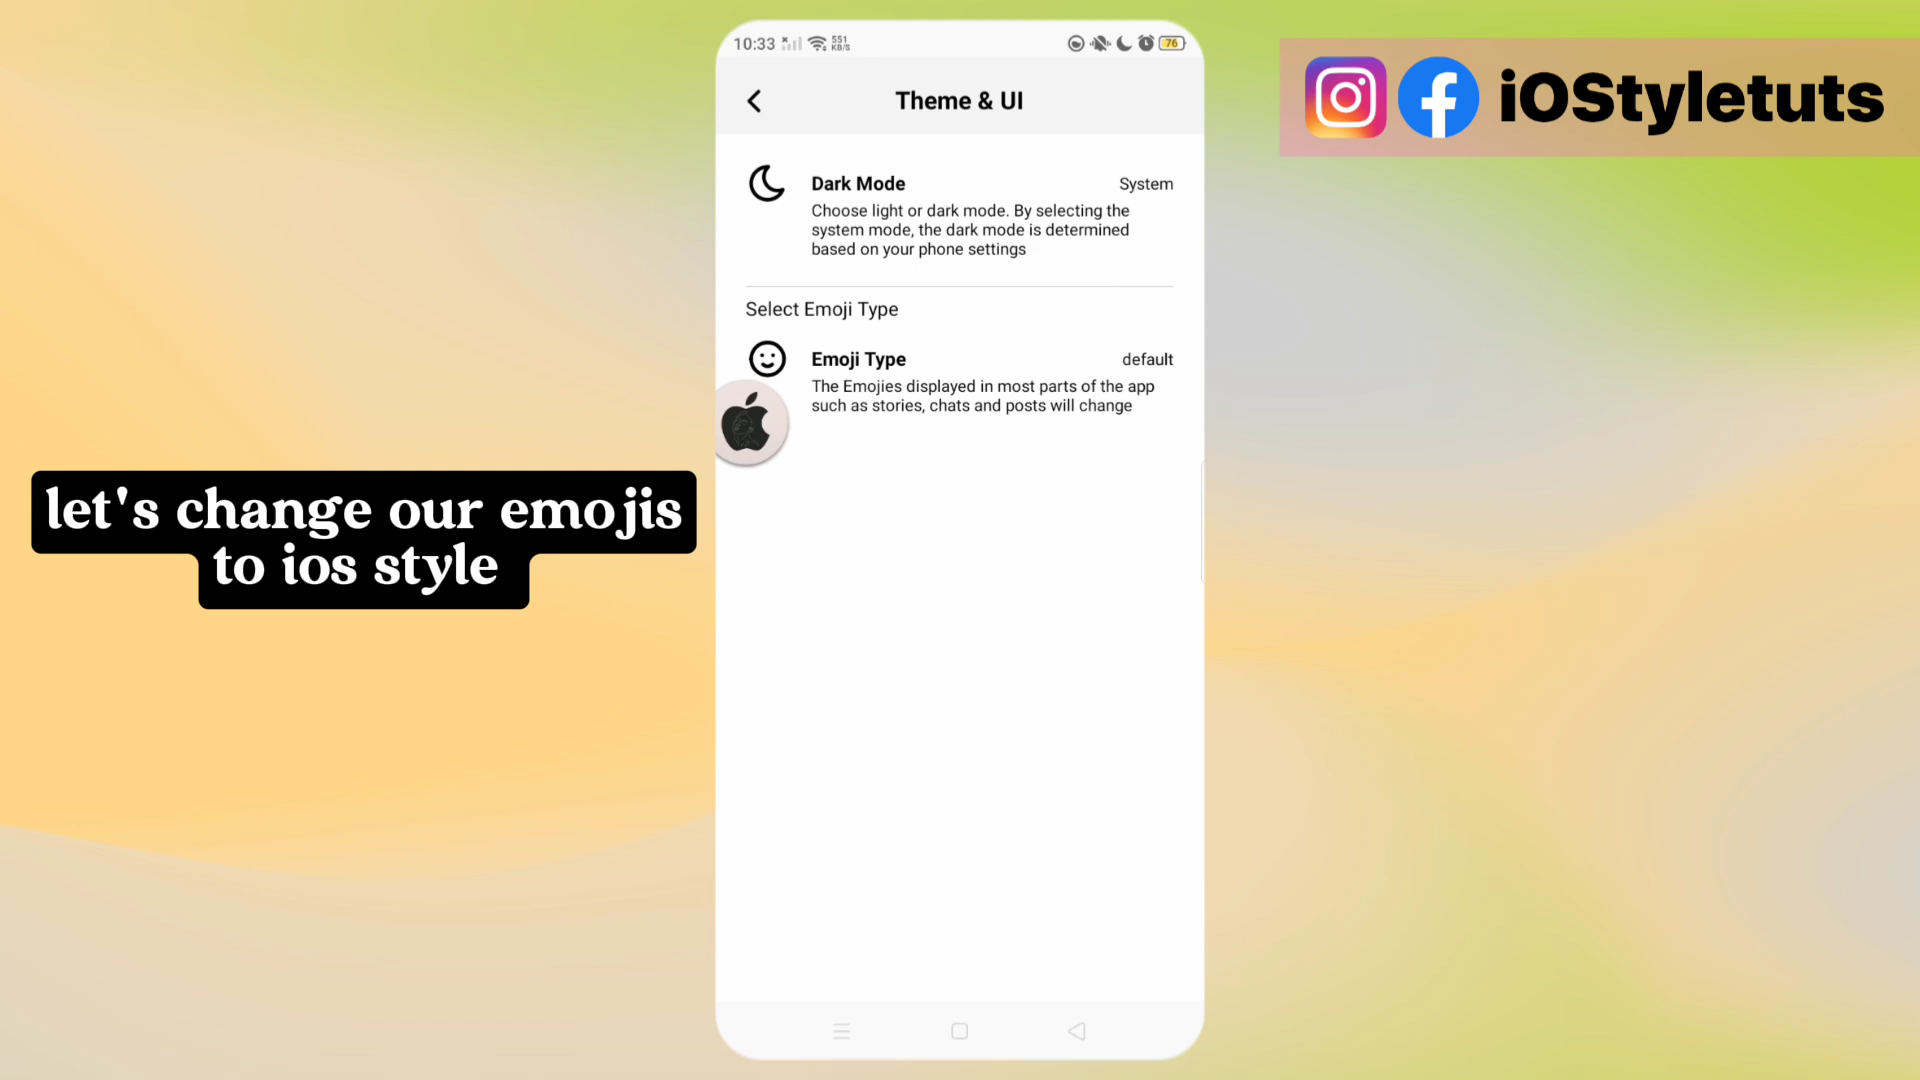 10:33
551
KB/S
76
iOStyletuts
Theme & UI
Dark Mode
System
Choose light or dark mode. By selecting the
system mode, the dark mode is determined
based on your phone settings
Select Emoji Type
Emoji Type
default
The Emojies displayed in most parts of the app
such as stories, chats and posts will change
let's change our emojis
to ios style